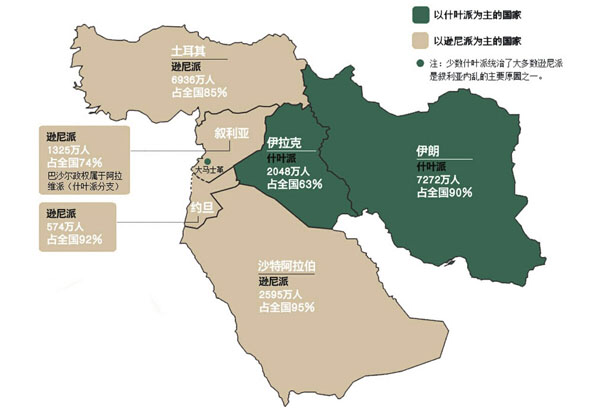 以什叶派为主的国家
以逊尼派为主的国家
注：少数什叶派统治了大多数逊尼派
是叙利亚内乱的主要原因之一。
土耳其
逊尼派
6936万人
占全国85%
叙利亚
大马士革
逊尼派
1325万人
占全国74%
巴沙尔政权属于阿拉
维派（什叶派分支）
伊拉克
什叶派
2048万人
占全国63%
伊朗
什叶派
7272万人
占全国90%
约旦
逊尼派
574万人
占全国92%
沙特阿拉伯
逊尼派
2595万人
占全国95%